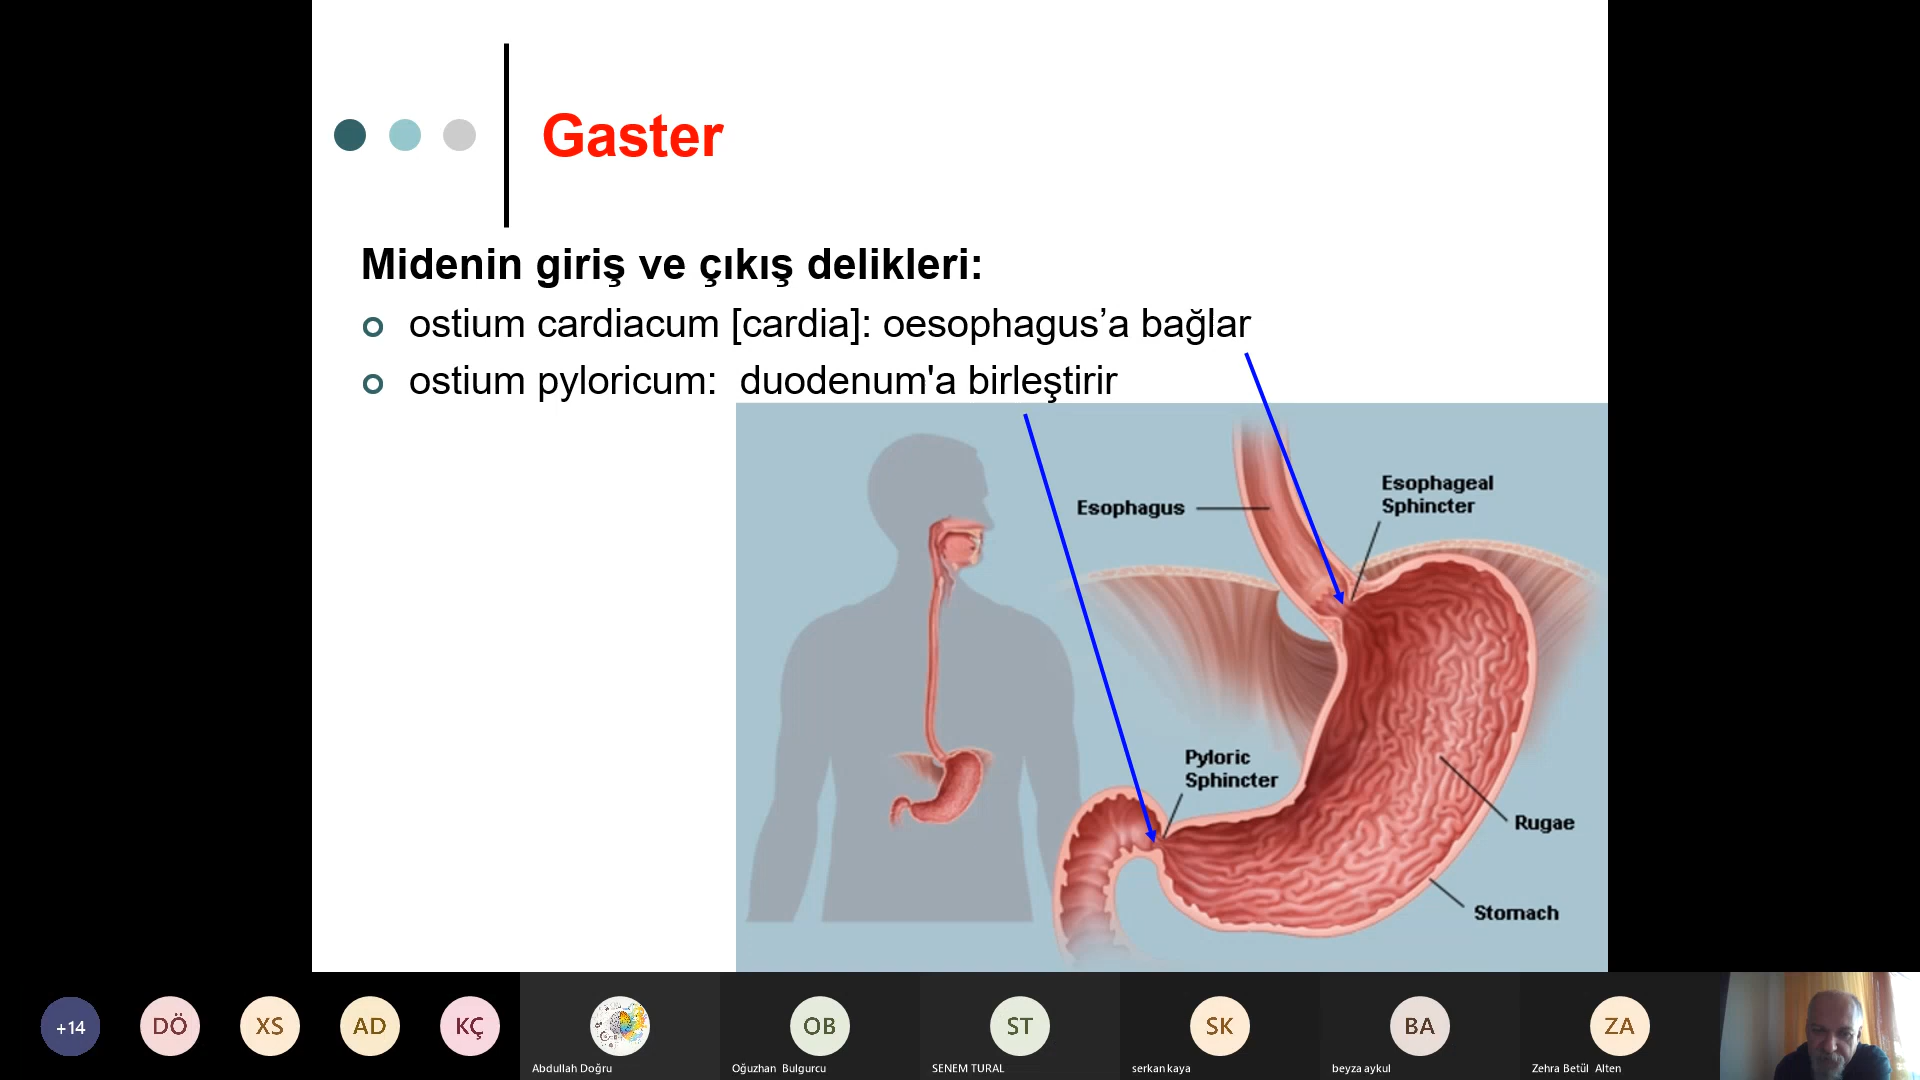 Gaster
Midenin giriş ve çıkış delikleri:
ostium cardiacum [cardia]: oesophagus’a bağlar
ostium pyloricum:  duodenum'a birleştirir
Esophagus
Esophageal
Sphincter
Pyloric
Sphincter
Rugae
Stomach
+14
DÖ
XS
AD
KÇ
OB
ST
SK
BA
ZA
Abdullah Doğru
Oğuzhan Bulgurcu
SENEM TURAL
serkan kaya
beyza aykul
Zehra Betül Alten